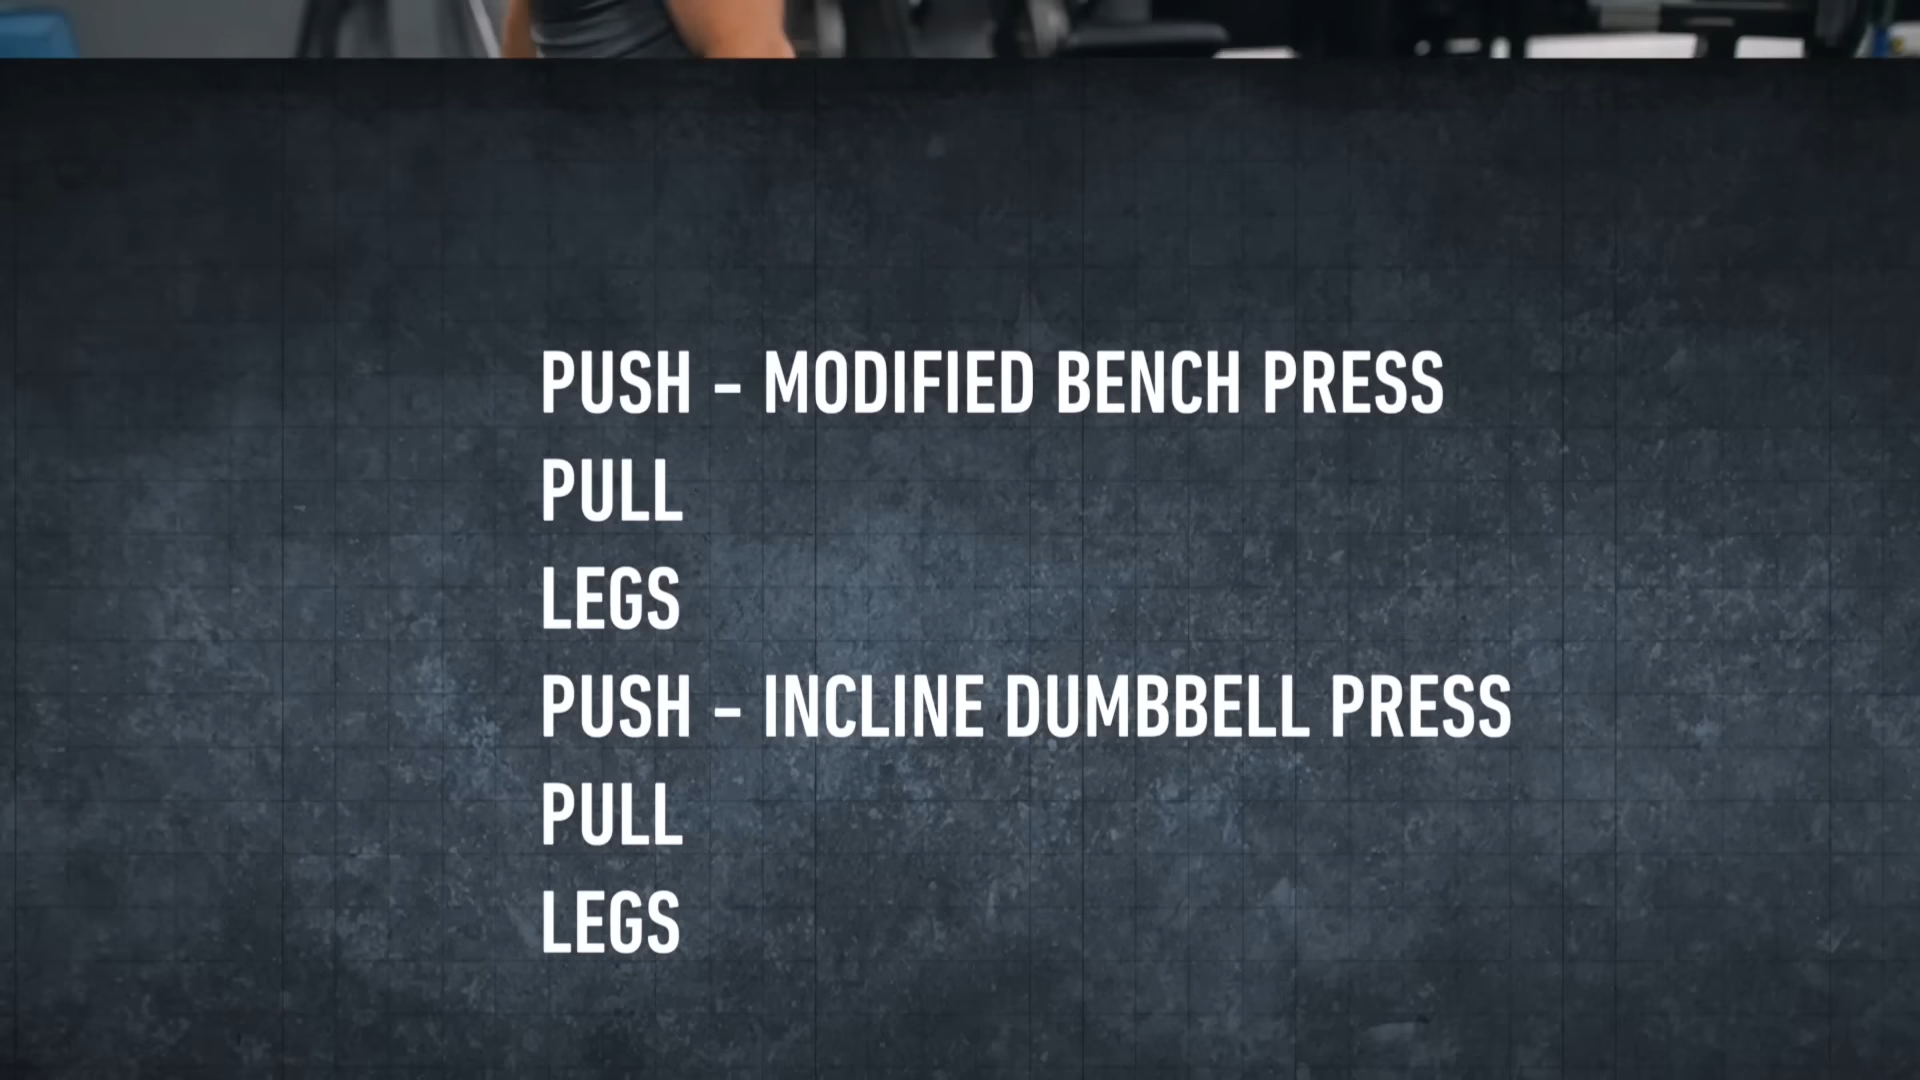 PUSH - MODIFIED BENCH PRESS
PULL
LEGS
PUSH - INCLINE DUMBBELL PRESS
PULL
LEGS